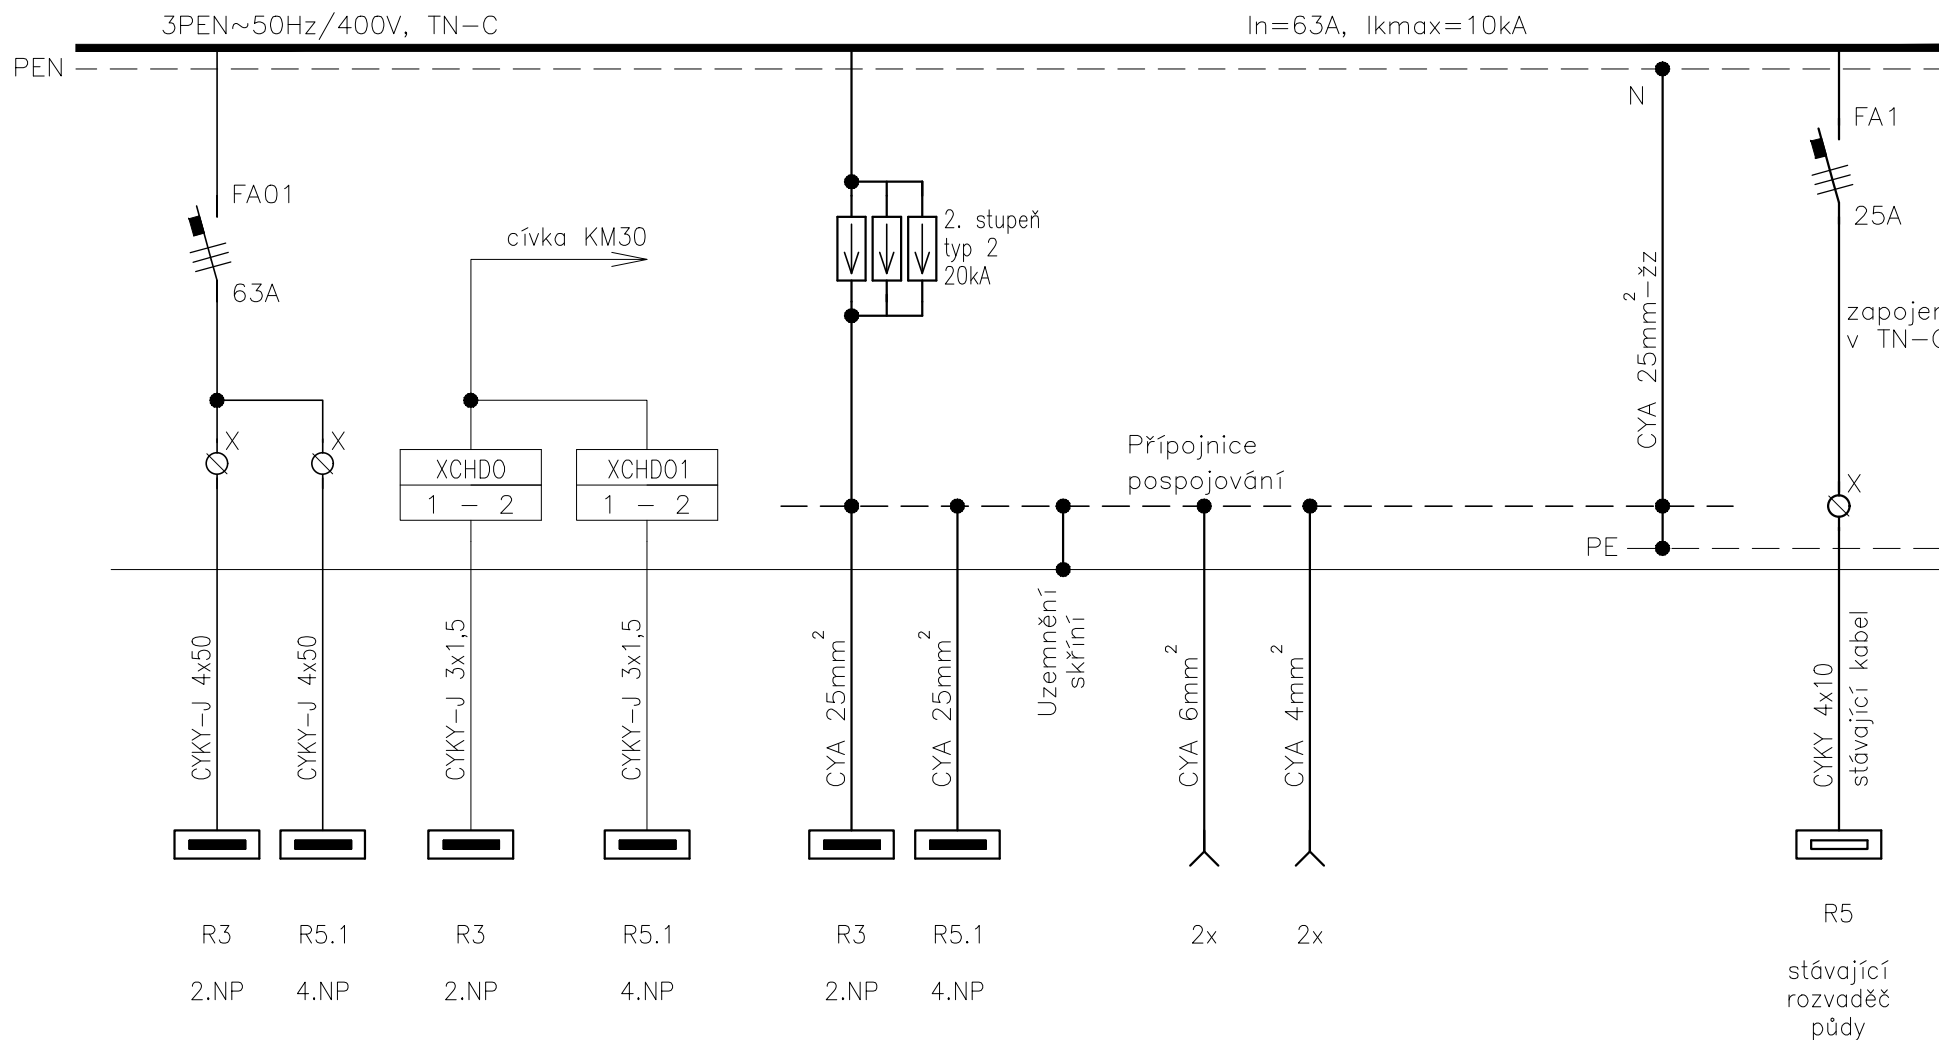 3PEN~50Hz/400V, TN-C
In=63A, Ikmax=10kA
PEN
N
FA1
25A
FA01
63A
cívka KM30
2. stupeň
typ 2
20kA
CYA 25mm²-žz
v TN-C
X
X
X
XCHD0
1 - 2
XCHD01
1 - 2
Přípojnice
pospojování
PE
CYKY-J 4x50
CYKY-J 4x50
CYKY-J 3x1,5
CYKY-J 3x1,5
CYA 25mm²
CYA 25mm²
Uzemnění
skříní
CYA 6mm²
CYA 4mm²
CYKY 4x10
stávající kabel
R3
R5.1
R3
R5.1
R3
R5.1
2x
2x
R5
2.NP
4.NP
2.NP
4.NP
2.NP
4.NP
stávající
rozvaděč
půdy